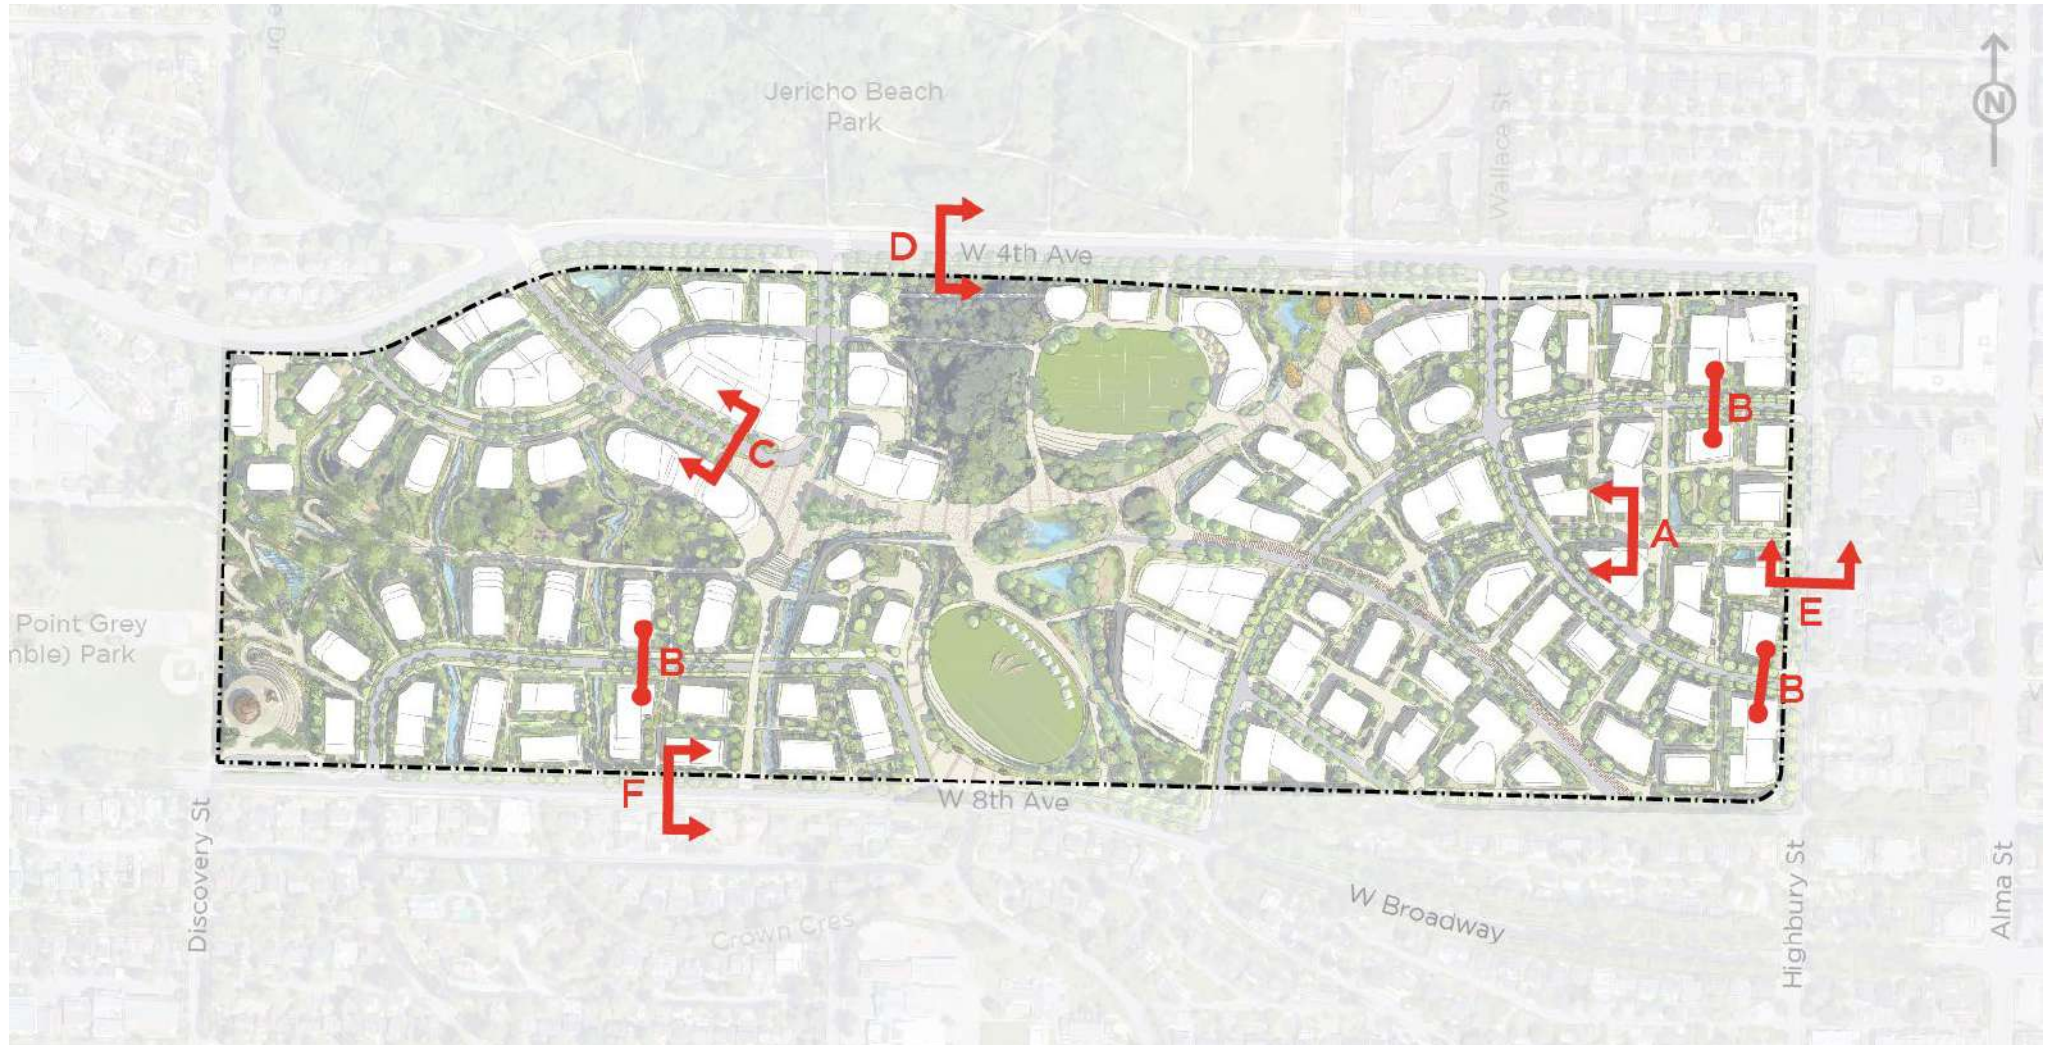 Jericho Beach
Park
N
Wallace St
D
W 4th Ave
B
C
A
E
Point Grey
Park
B
B
F
W 8th Ave
Discovery St
Crown Cres
W Broadway
Highbury St
Alma St